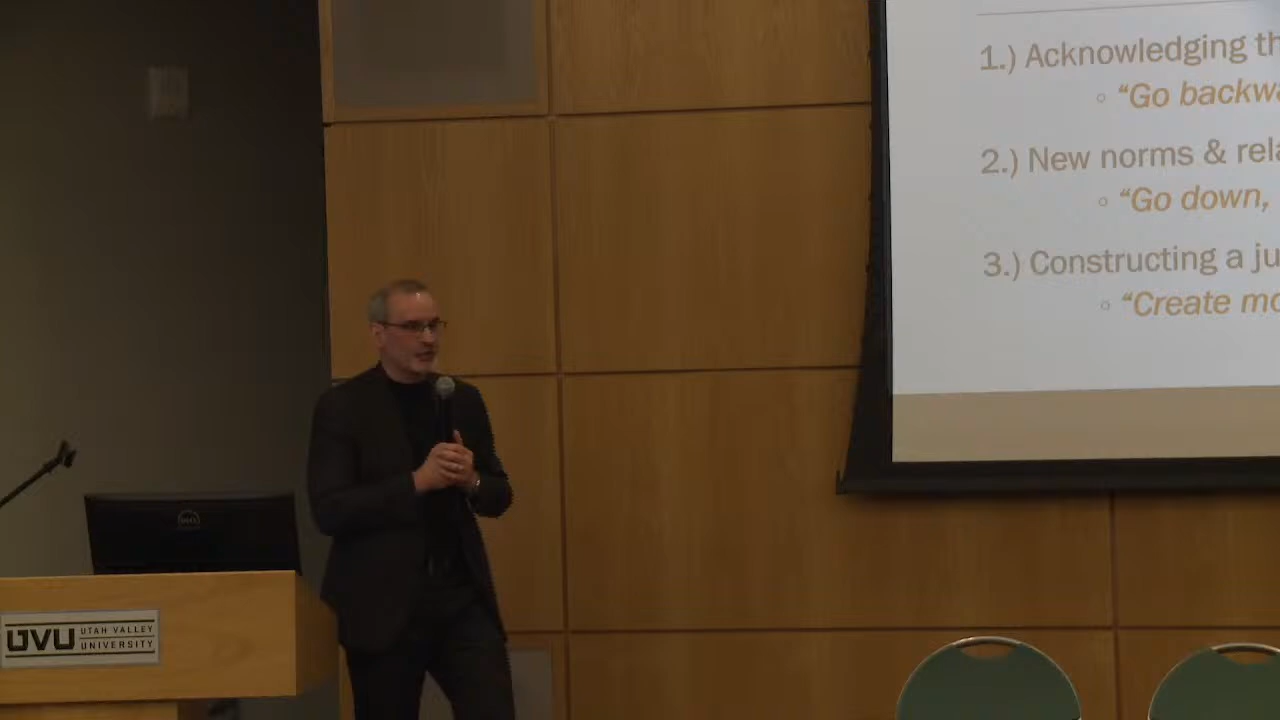 1.) Acknowledging th
“Go backwa
2.) New norms & rela
“Go down,
3.) Constructing a ju
“Create mo
DELL
UVU UTAH VALLEY
UNIVERSITY